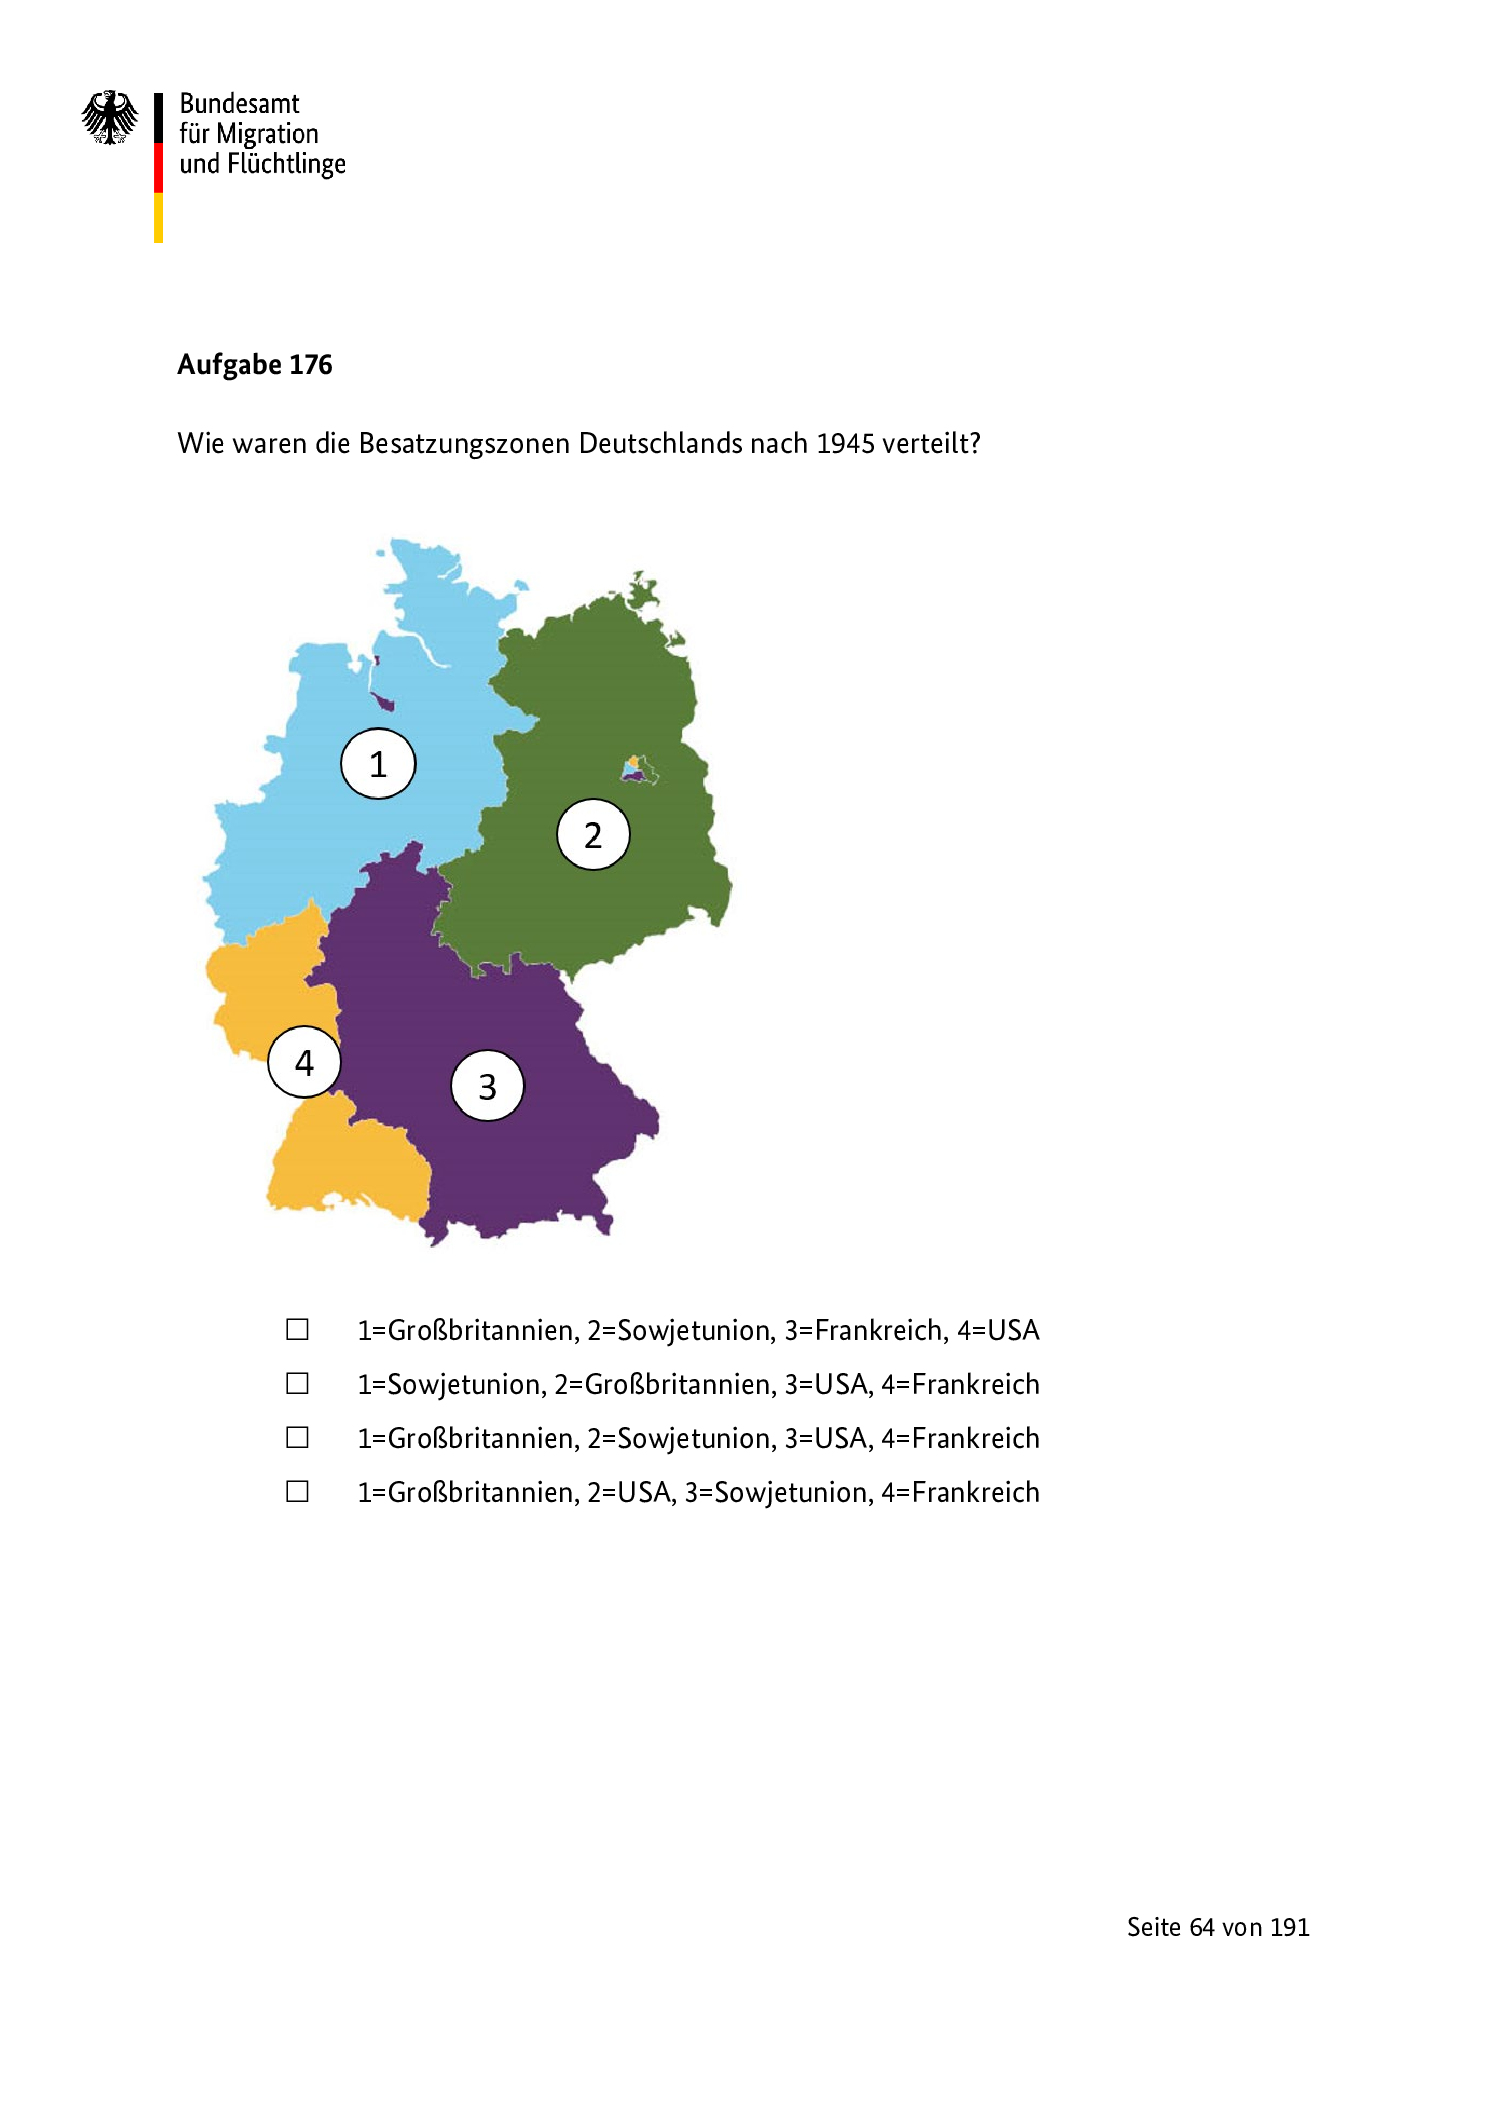 Bundesamt
für Migration
und Flüchtlinge
Aufgabe 176
Wie waren die Besatzungszonen Deutschlands nach 1945 verteilt?
1
2
4
3
☐ 1=Großbritannien, 2=Sowjetunion, 3=Frankreich, 4=USA
☐ 1=Sowjetunion, 2=Großbritannien, 3=USA, 4=Frankreich
☐ 1=Großbritannien, 2=Sowjetunion, 3=USA, 4=Frankreich
☐ 1=Großbritannien, 2=USA, 3=Sowjetunion, 4=Frankreich
Seite 64 von 191